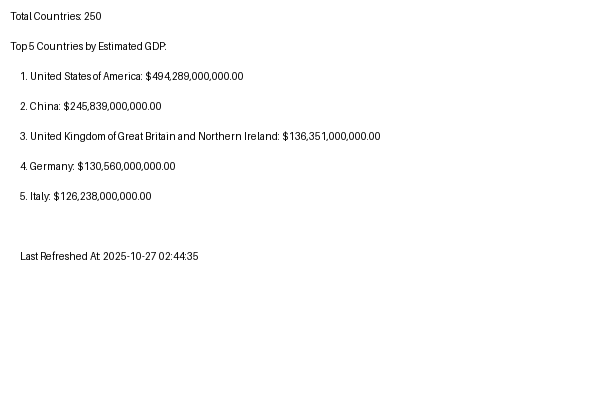 Total Countries: 250
Top 5 Countries by Estimated GDP:
1. United States of America: $494,289,000,000.00
2. China: $245,839,000,000.00
3. United Kingdom of Great Britain and Northern Ireland: $136,351,000,000.00
4. Germany: $130,560,000,000.00
5. Italy: $126,238,000,000.00
Last Refreshed At: 2025-10-27 02:44:35